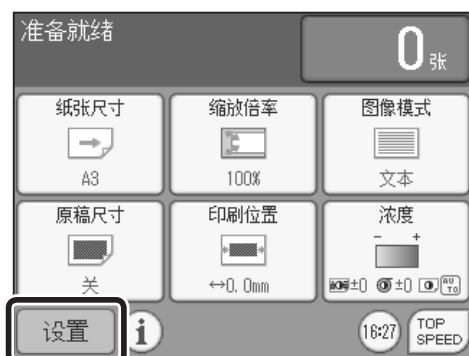 准备就绪
0张
纸张尺寸
缩放倍率
图像模式
A3
100%
文本
原稿尺寸
印刷位置
浓度
- +
关
↔0.0mm
±0 ±0 AUTO
设置
i
16:27
TOP
SPEED